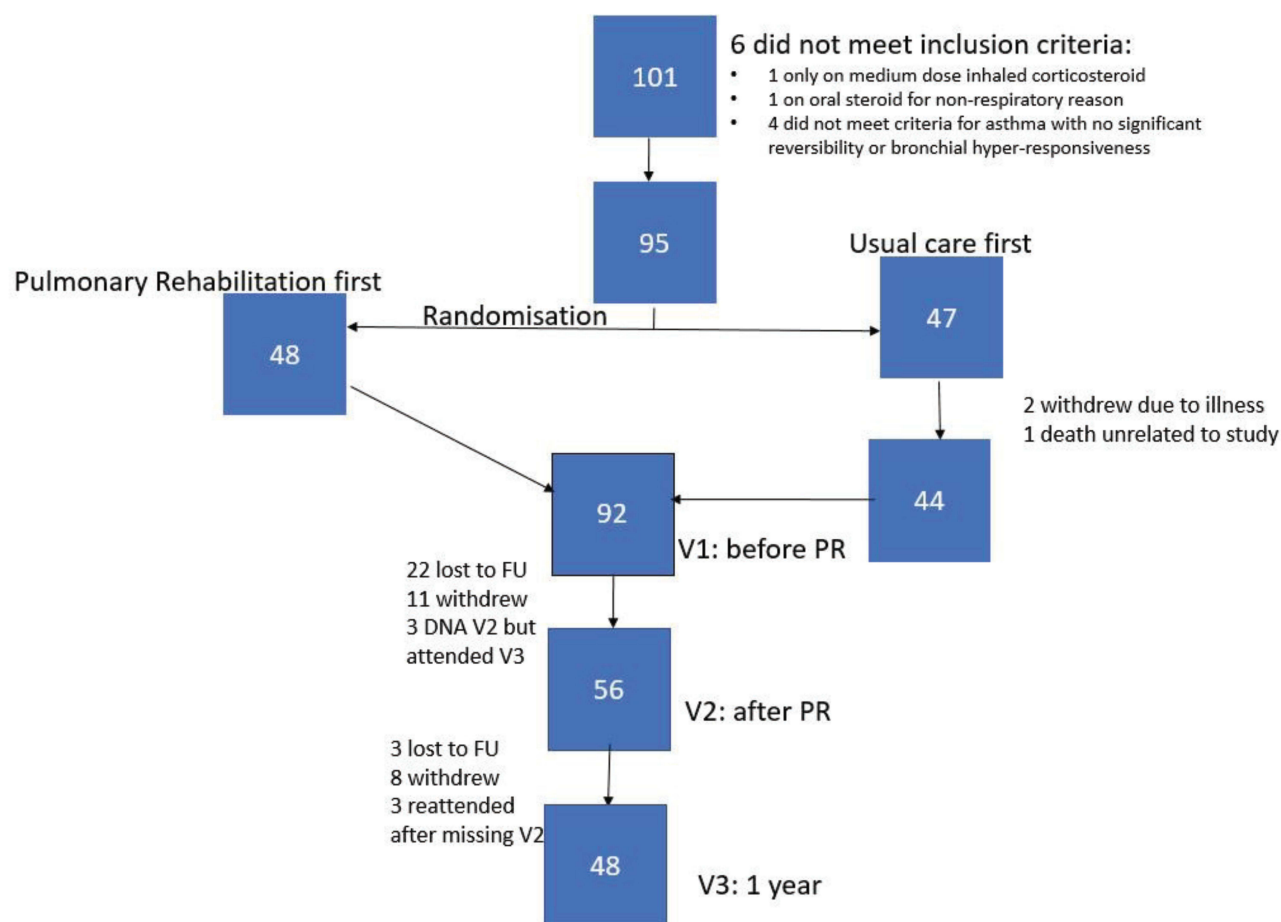 101
6 did not meet inclusion criteria:
• 1 only on medium dose inhaled corticosteroid
• 1 on oral steroid for non-respiratory reason
• 4 did not meet criteria for asthma with no significant
reversibility or bronchial hyper-responsiveness
95
Usual care first
Pulmonary Rehabilitation first
Randomisation
48
47
2 withdrew due to illness
1 death unrelated to study
44
92
V1: before PR
22 lost to FU
11 withdrew
3 DNA V2 but
attended V3
56
V2: after PR
3 lost to FU
8 withdrew
3 reattended
after missing V2
48
V3: 1 year